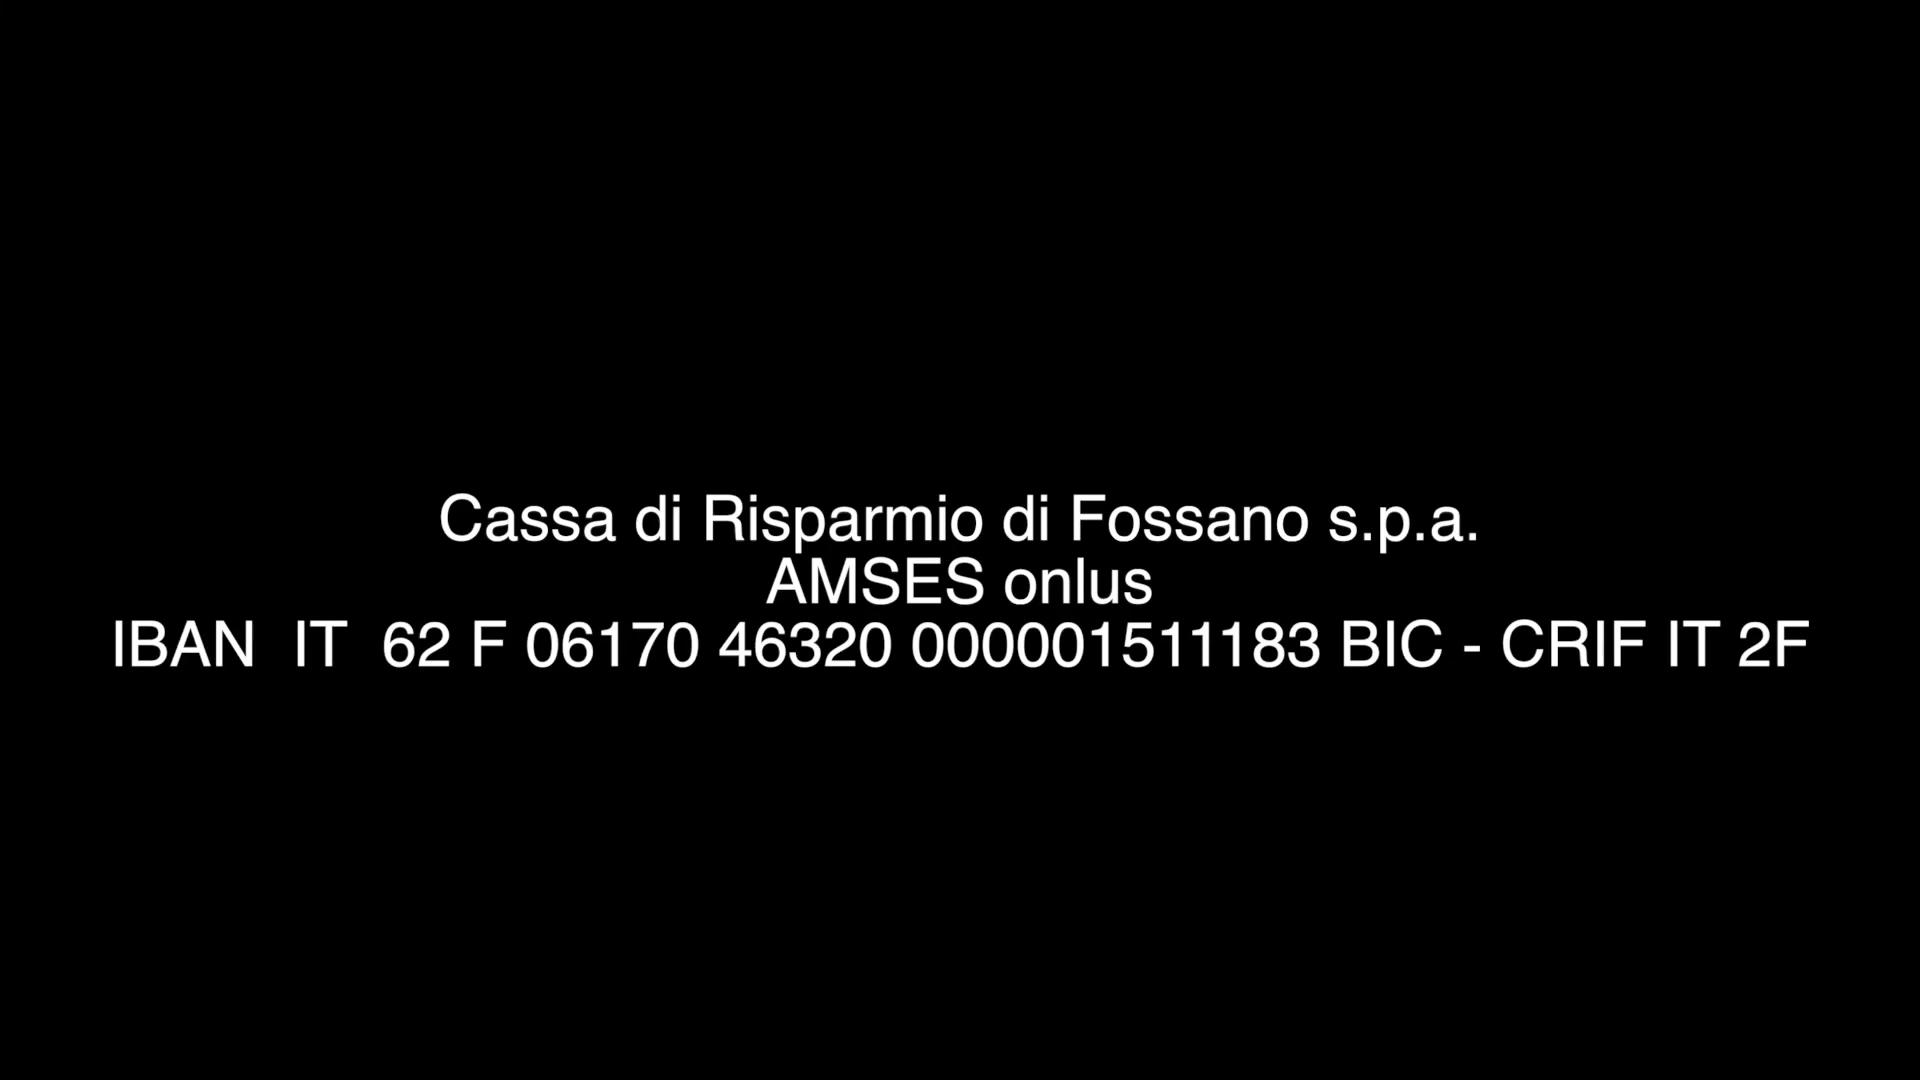 Cassa di Risparmio di Fossano s.p.a.
AMSES onlus
IBAN  IT  62 F 06170 46320 000001511183 BIC - CRIF IT 2F